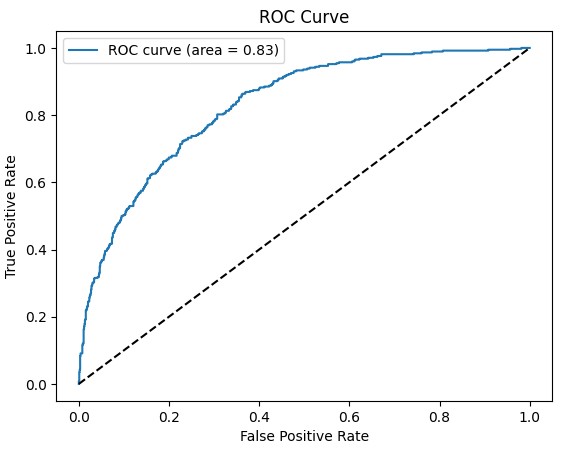 ROC Curve
ROC curve (area = 0.83)
True Positive Rate
1.0
0.8
0.6
0.4
0.2
0.0
0.0 0.2 0.4 0.6 0.8 1.0
False Positive Rate